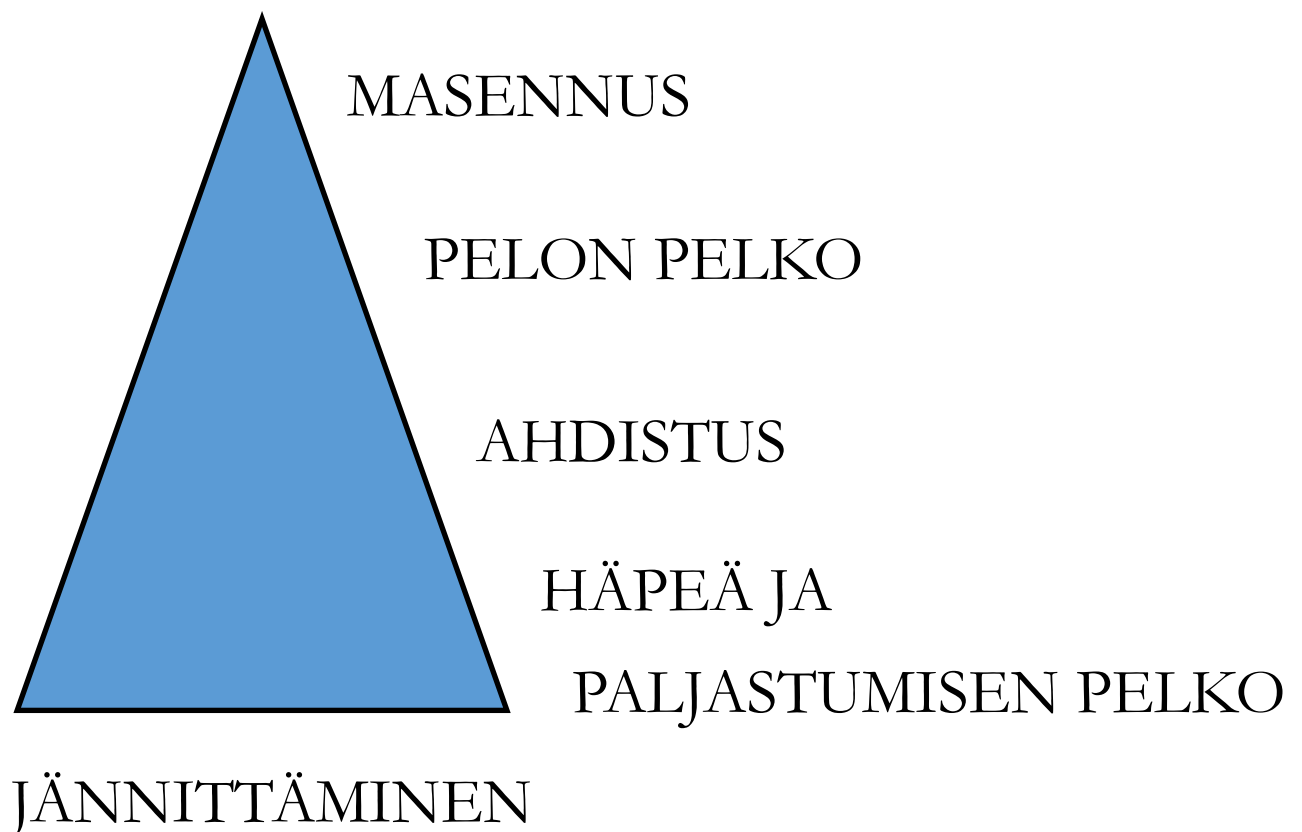 MASENNUS
PELON PELKO
AHDISTUS
HÄPEÄ JA
PALJASTUMISEN PELKO
JÄNNITTÄMINEN